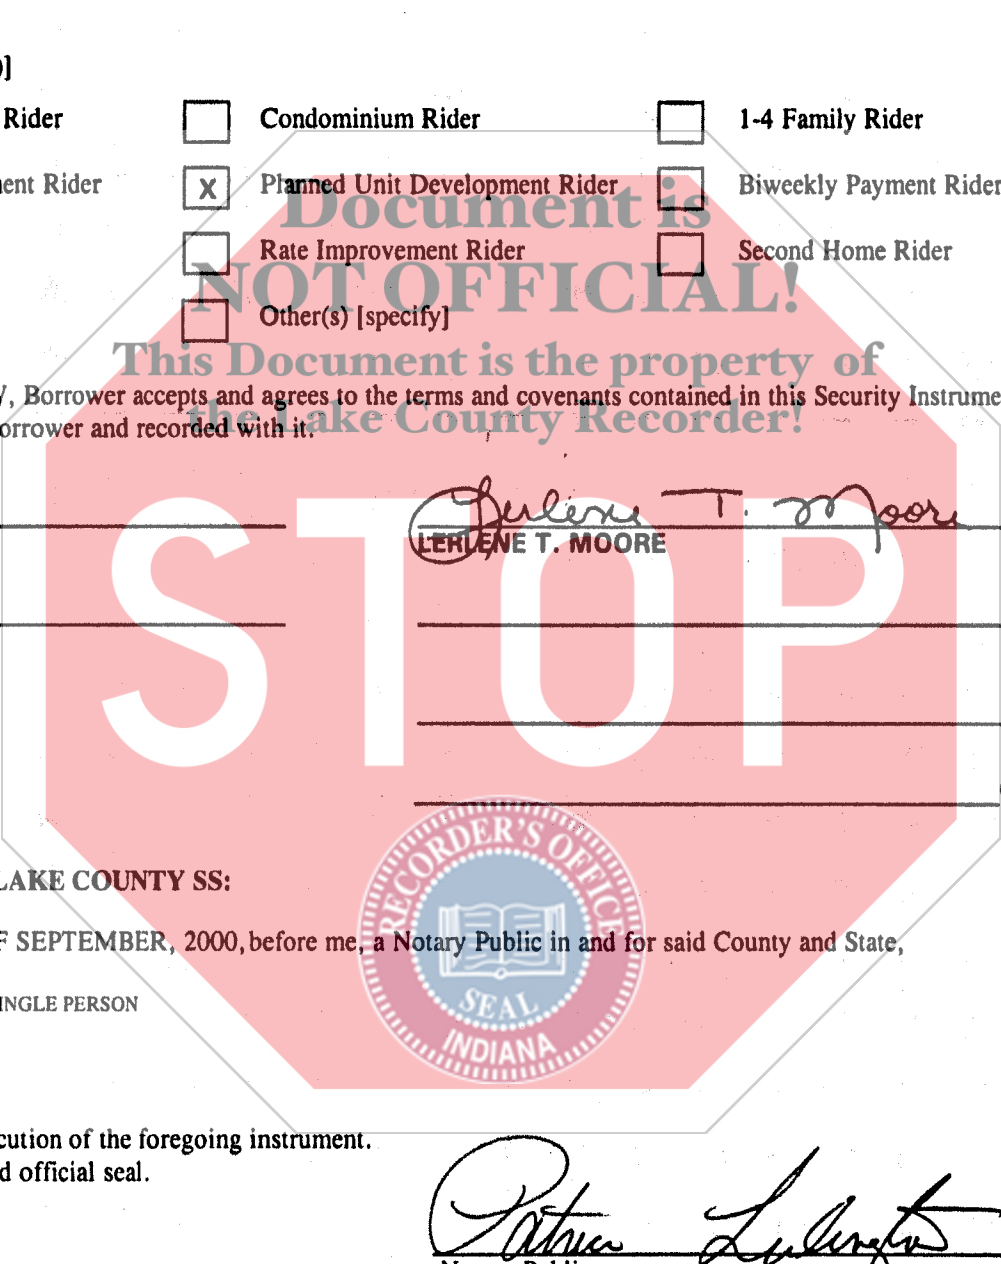 )]
Rider
Condominium Rider
1-4 Family Rider
ent Rider
X
Planned Unit Development Rider
Biweekly Payment Rider
Document is
Rate Improvement Rider
Second Home Rider
NOT OFFICIAL!
Other(s) [specify]
This Document is the property of
, Borrower accepts and agrees to the terms and covenants contained in this Security Instrume
the Lake County Recorder!
orrower and recorded with it.
Lerlene T. Moore
LERLENE T. MOORE
STOP
RECORDER'S OFFICE
LAKE COUNTY SS:
F SEPTEMBER, 2000, before me, a Notary Public in and for said County and State,
SEAL
INGLE PERSON
INDIANA
cution of the foregoing instrument.
d official seal.